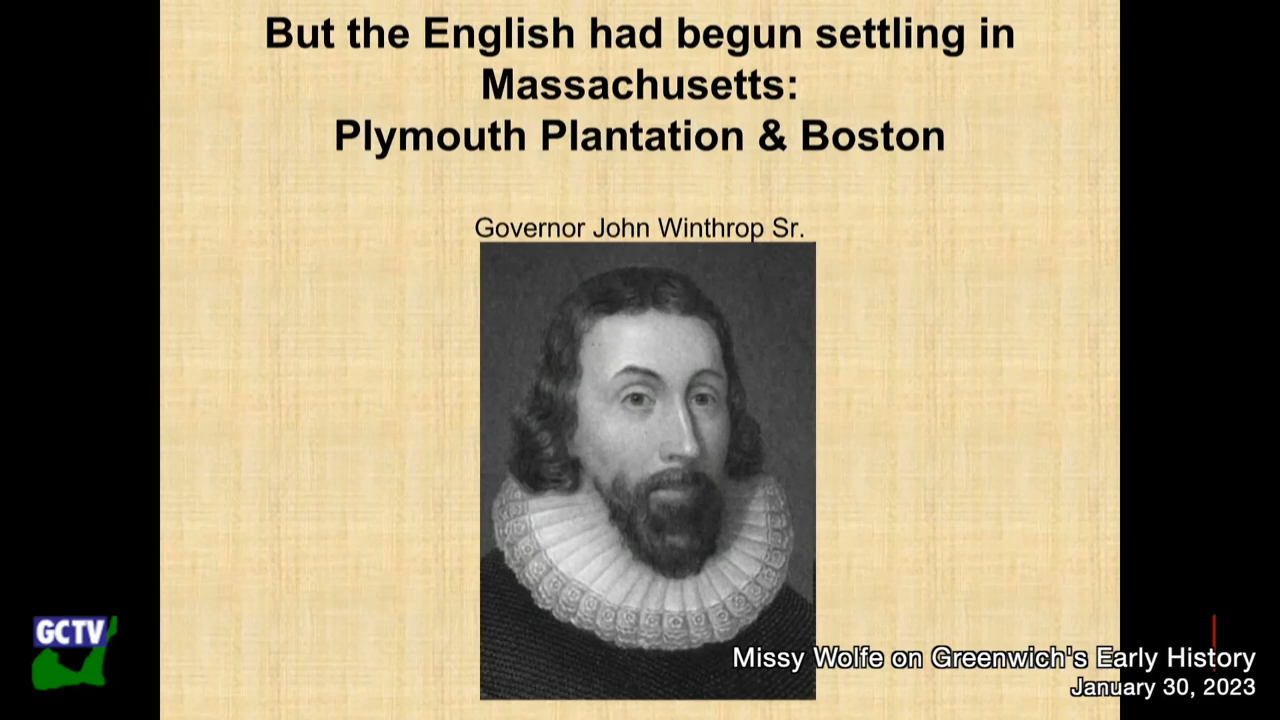 But the English had begun settling in
Massachusetts:
Plymouth Plantation & Boston
Governor John Winthrop Sr.
GCTV
Missy Wolfe on Greenwich's Early History
January 30, 2023